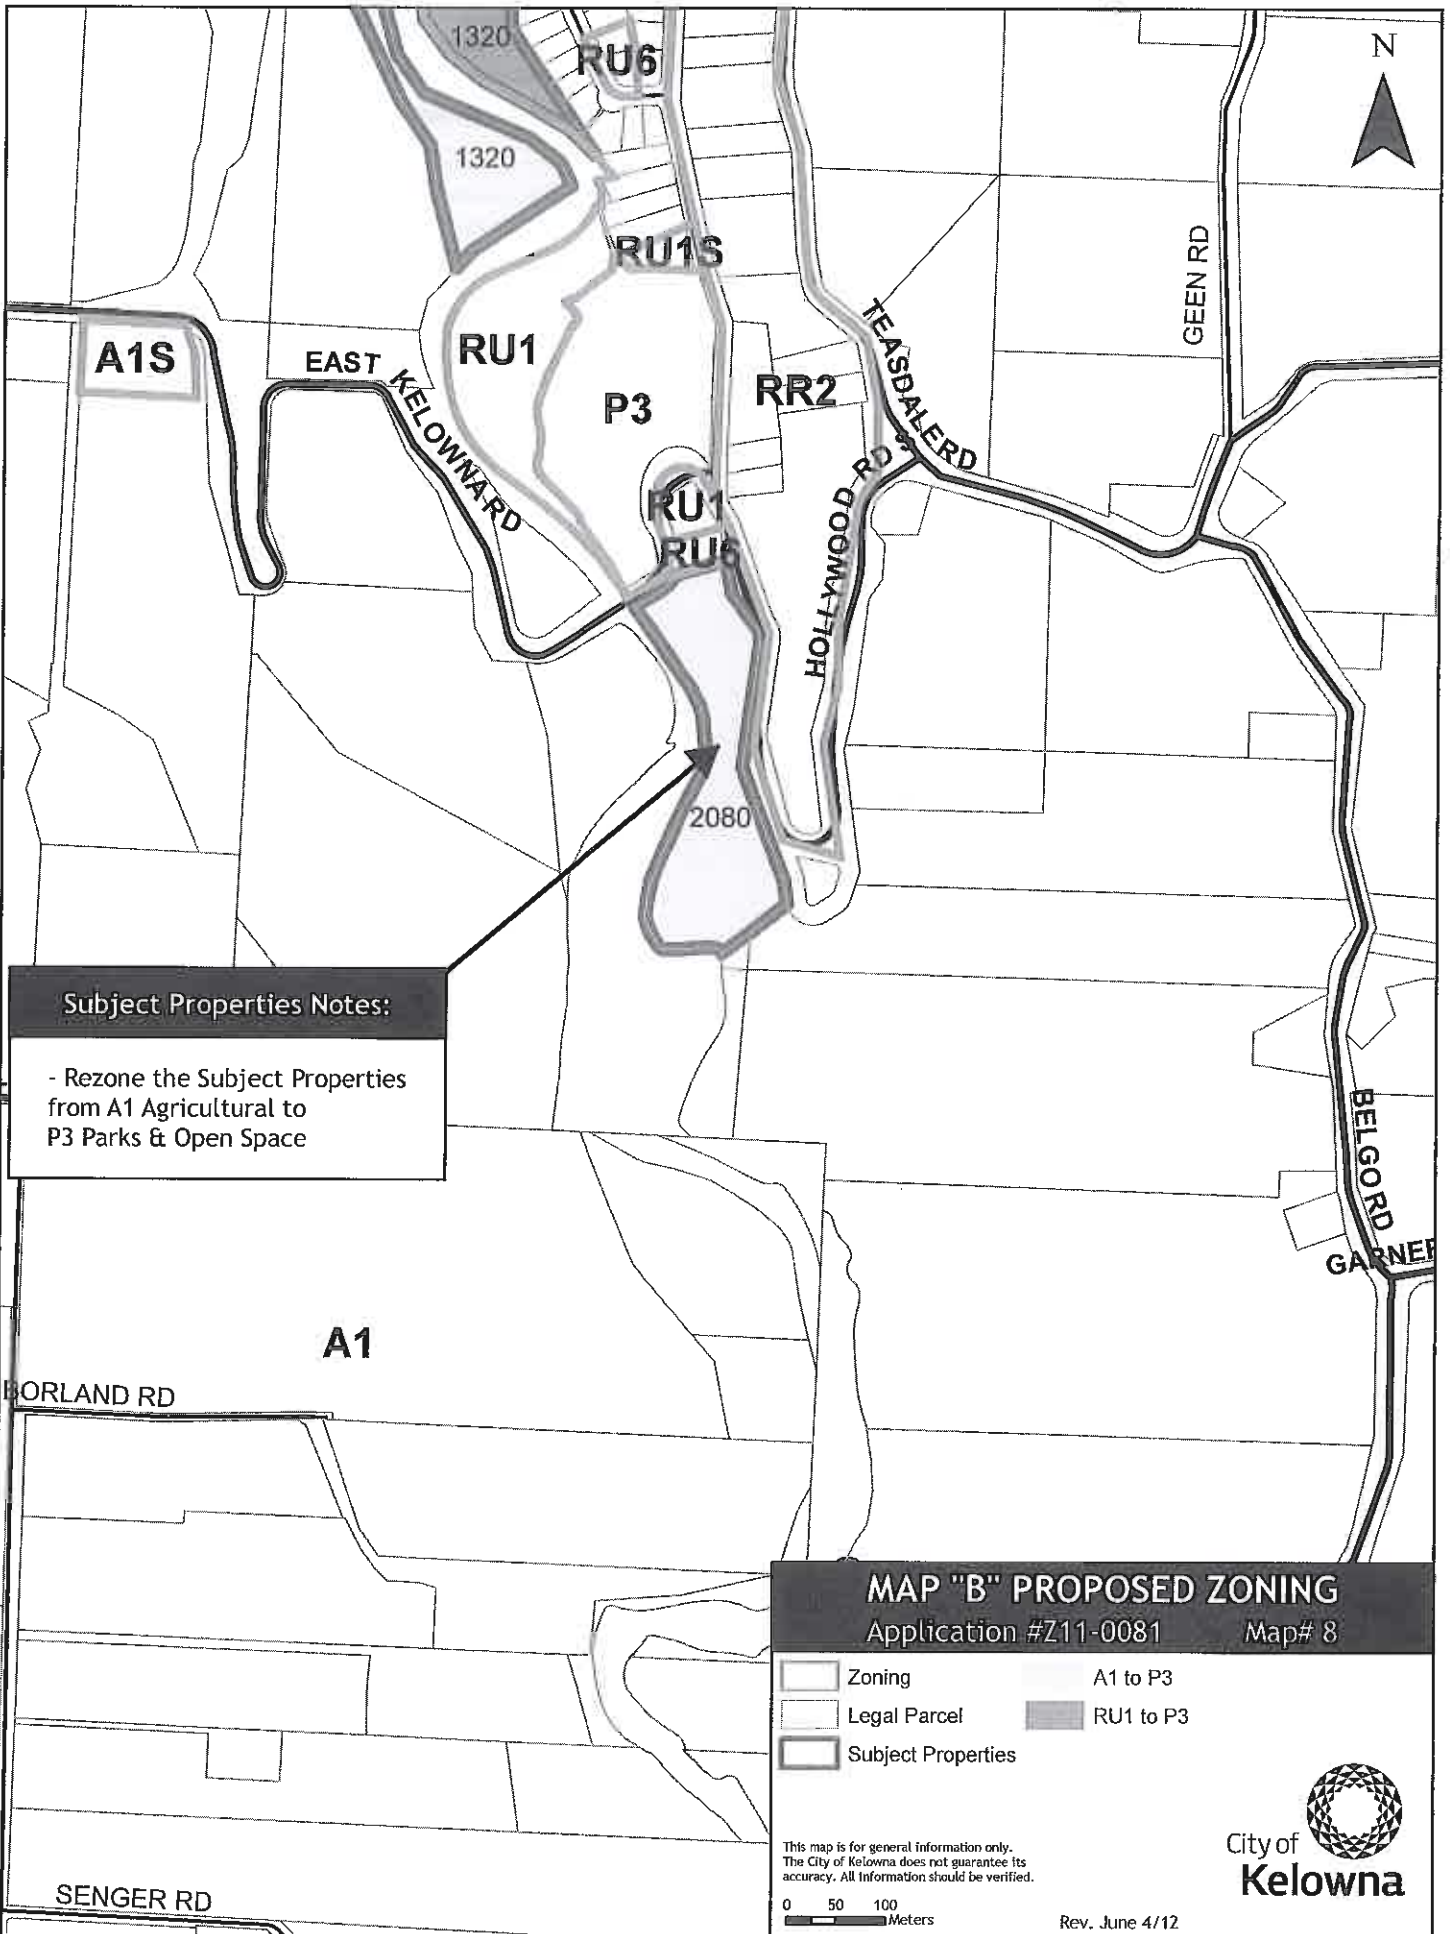 1320
RU6
N
1320
RU1S
GEEN RD
A1S
EAST KELOWNA RD
RU1
P3
RR2
TEASDALE RD
HOLLYWOOD RD S
RU1
RU6
2080
Subject Properties Notes:
- Rezone the Subject Properties
from A1 Agricultural to
P3 Parks & Open Space
BELGO RD
A1
BORLAND RD
SENGER RD
MAP "B" PROPOSED ZONING
Application #Z11-0081 Map# 8
Zoning
A1 to P3
Legal Parcel
RU1 to P3
Subject Properties
This map is for general information only.
The City of Kelowna does not guarantee its
accuracy. All information should be verified.
0 50 100
Meters
Rev. June 4/12
City of
Kelowna